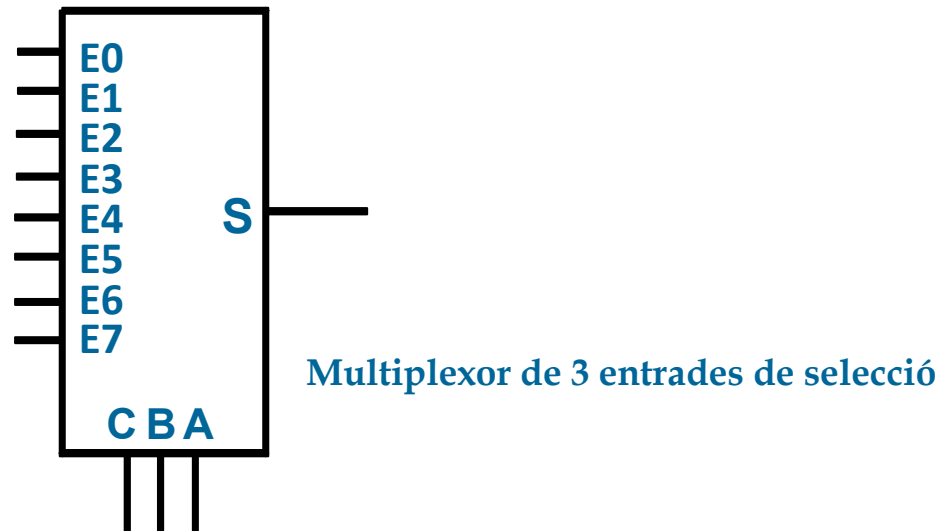 E0
E1
E2
E3
E4
S
E5
E6
E7
Multiplexor de 3 entrades de selecció
C B A